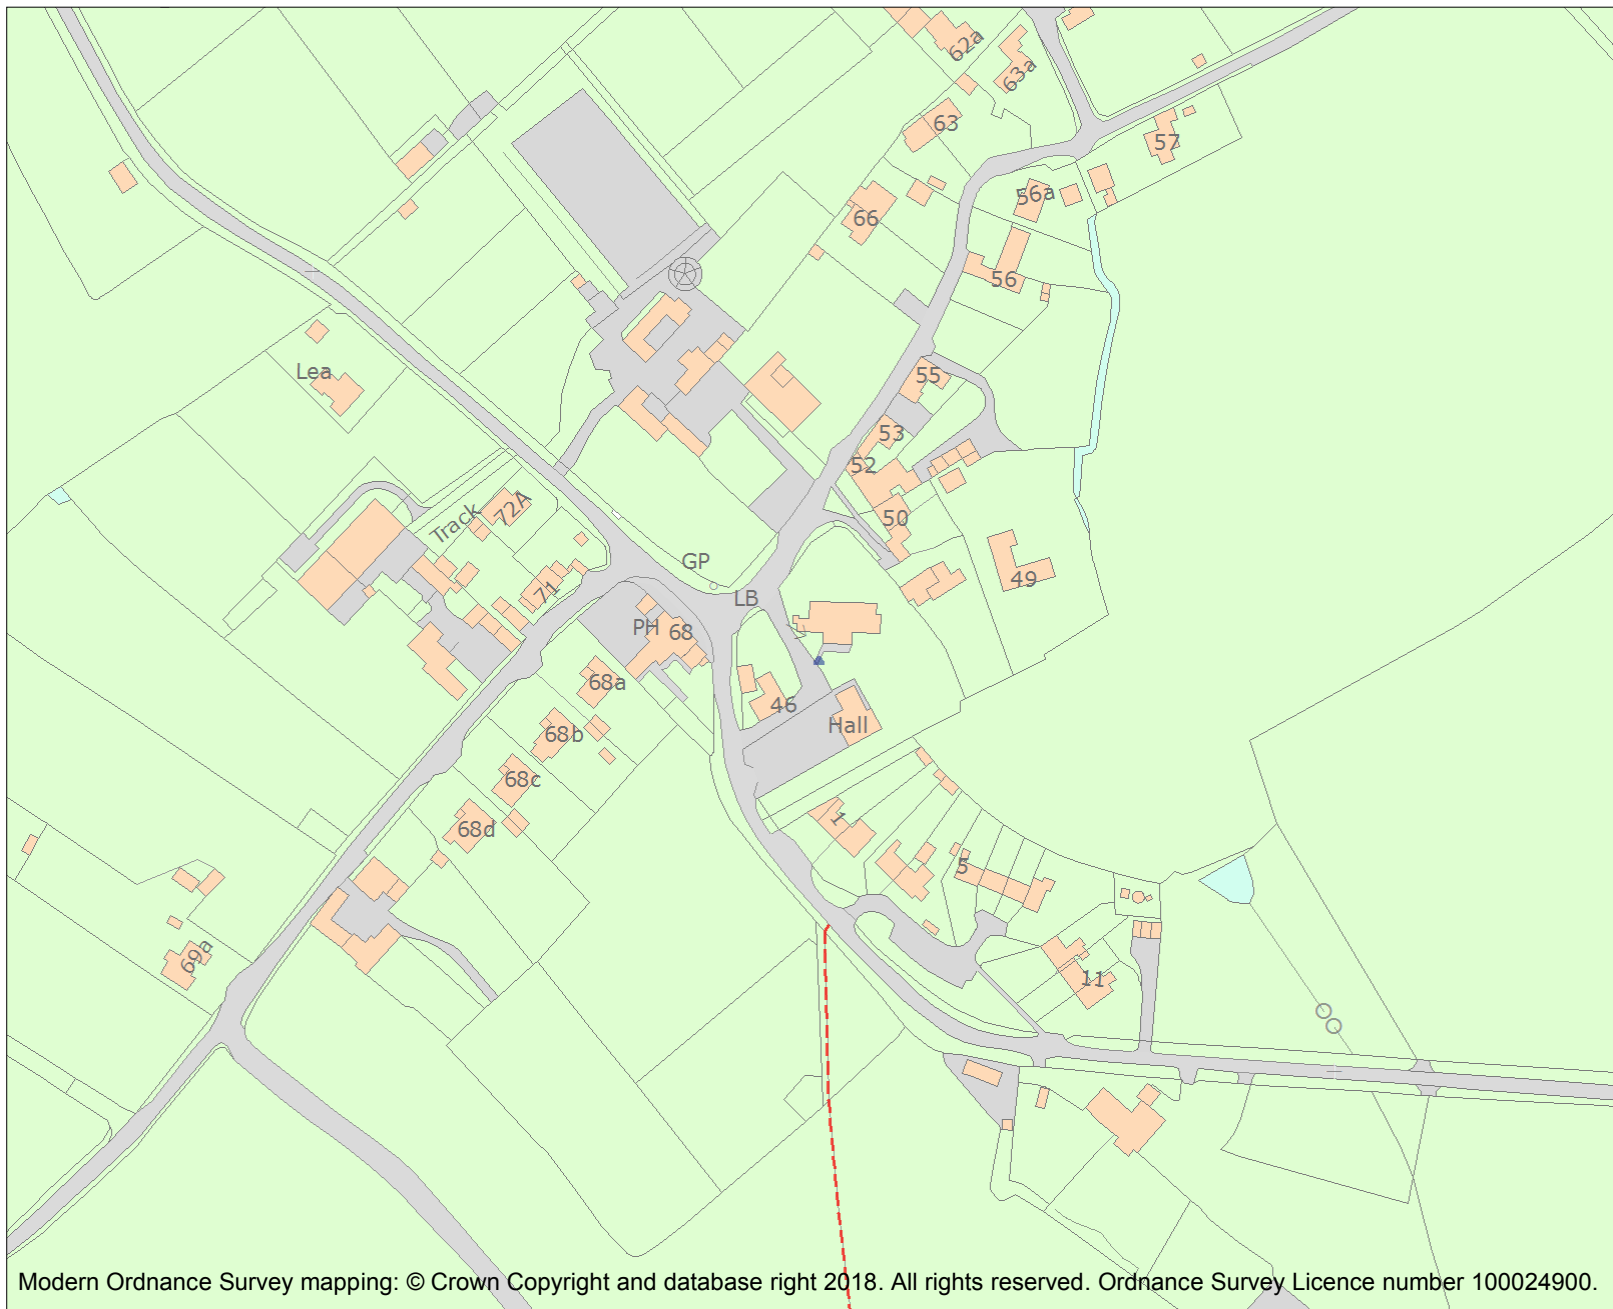 62a
63a
63
57
56a
66
56
Lea
55
53
52
72A
Track
50
GP
49
71
LB
PH
68
68a
46
Hall
68b
68c
1
68d
5
69a
11
Modern Ordnance Survey mapping: © Crown Copyright and database right 2018. All rights reserved. Ordnance Survey Licence number 100024900.